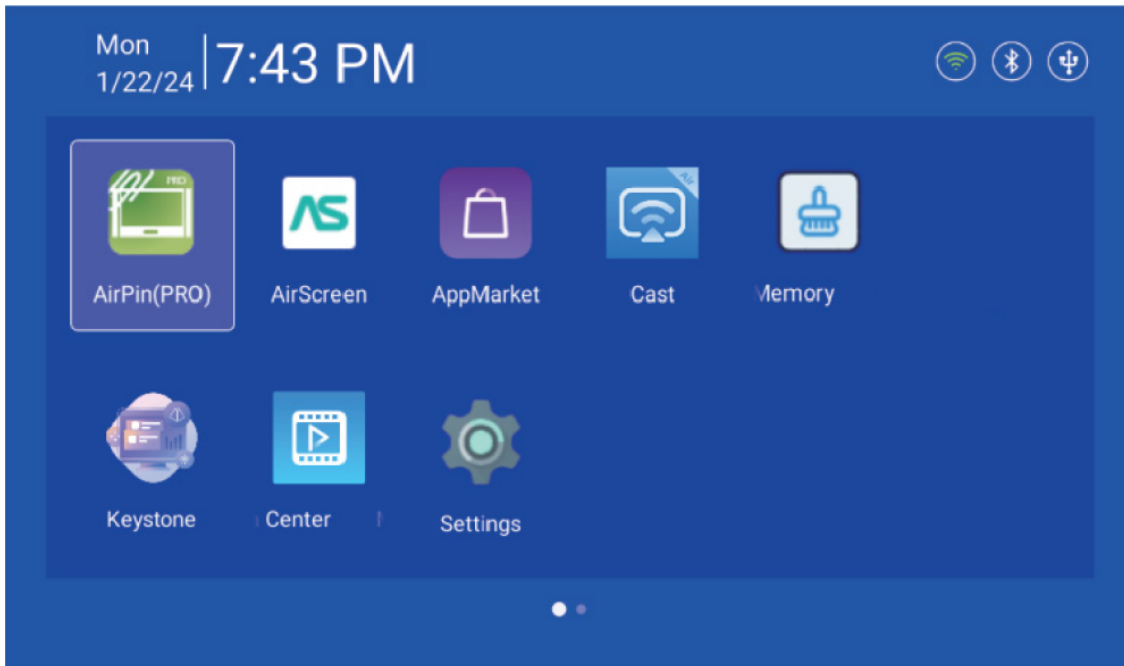 Mon
1/22/24
7:43 PM
PRO
Air
AS
AirPin(PRO)
AirScreen
AppMarket
Cast
Memory
Keystone
Center
Settings